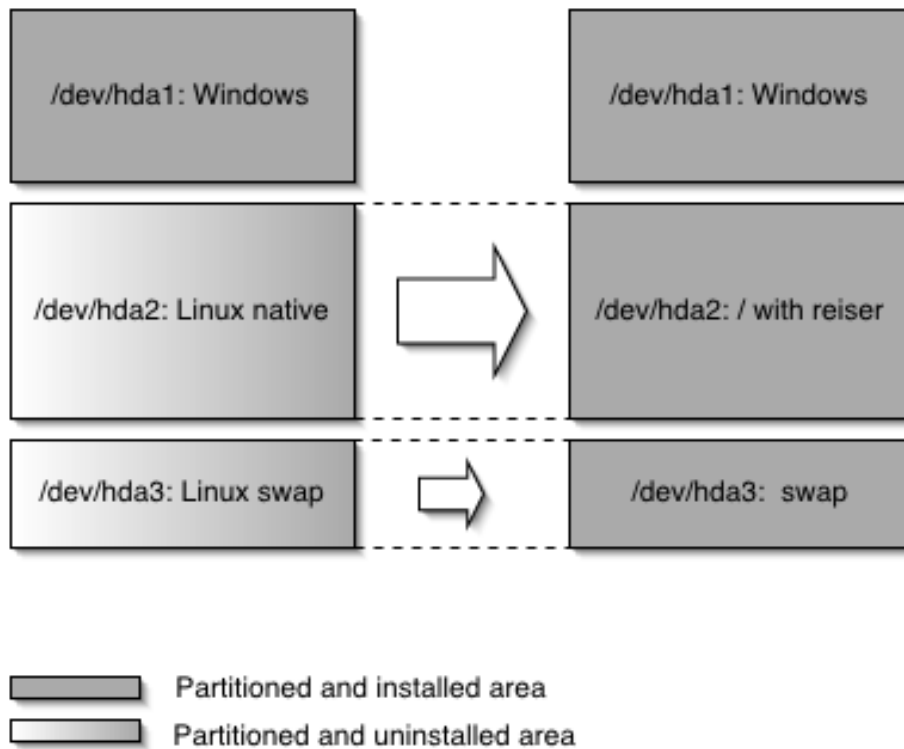 /dev/hda1: Windows
/dev/hda1: Windows
/dev/hda2: Linux native
/dev/hda2: / with reiser
/dev/hda3: Linux swap
/dev/hda3: swap
Partitioned and installed area
Partitioned and uninstalled area